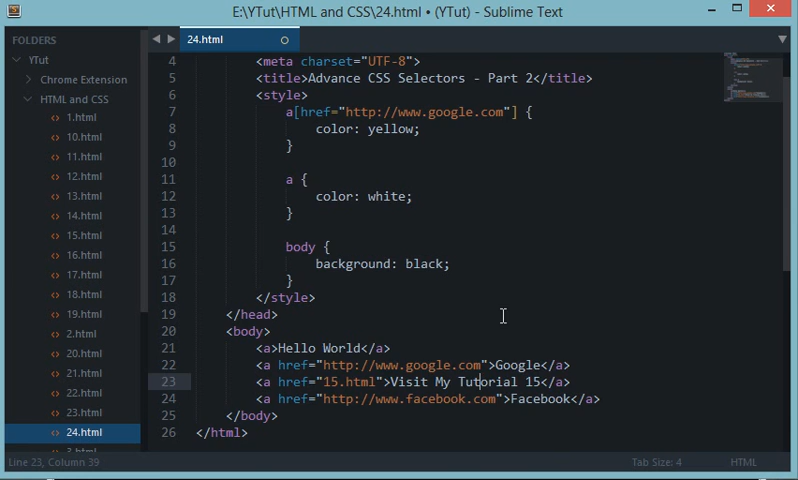 E:\YTut\HTML and CSS\24.html • (YTut) - Sublime Text
FOLDERS
YTut
Chrome Extension
HTML and CSS
<> 1.html
<> 10.html
<> 11.html
<> 12.html
<> 13.html
<> 14.html
<> 15.html
<> 16.html
<> 17.html
<> 18.html
<> 19.html
<> 2.html
<> 20.html
<> 21.html
<> 22.html
<> 23.html
<> 24.html
24.html
4 <meta charset="UTF-8">
5 <title>Advance CSS Selectors - Part 2</title>
6 <style>
7 a[href="http://www.google.com"] {
8 color: yellow;
9 }
10
11 a {
12 color: white;
13 }
14
15 body {
16 background: black;
17 }
18 </style>
19 </head>
20 <body>
21 <a>Hello World</a>
22 <a href="http://www.google.com">Google</a>
23 <a href="15.html">Visit My Tutorial 15</a>
24 <a href="http://www.facebook.com">Facebook</a>
25 </body>
26 </html>
Line 23, Column 39
Tab Size: 4
HTML